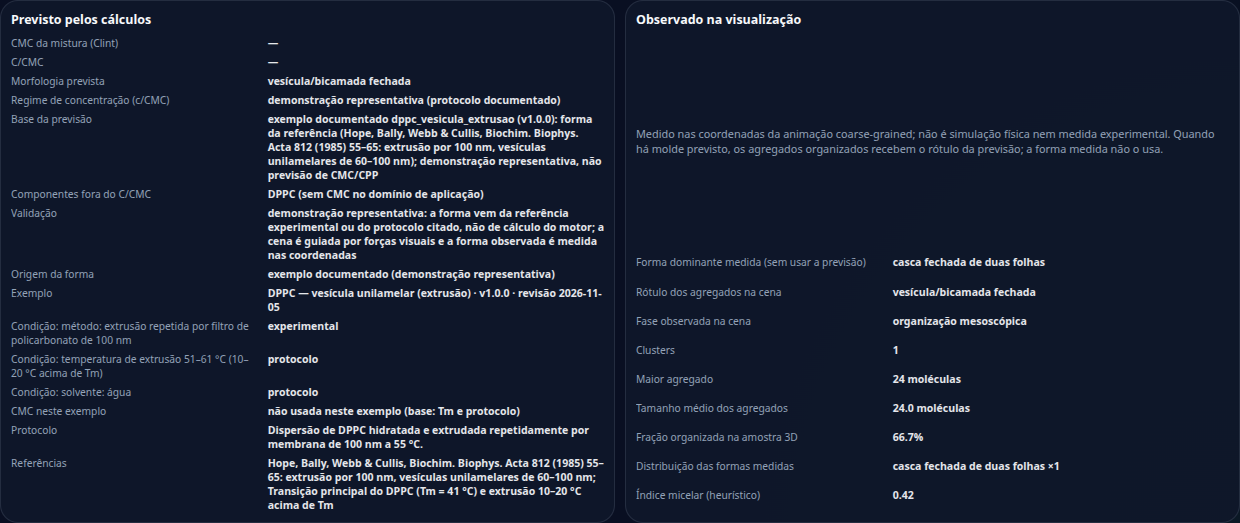 Previsto pelos cálculos
CMC da mistura (Clint)
—
C/CMC
—
Morfologia prevista
vesícula/bicamada fechada
Regime de concentração (c/CMC)
demonstração representativa (protocolo documentado)
Base da previsão
exemplo documentado dppc_vesicula_extrusao (v1.0.0): forma
da referência (Hope, Bally, Webb & Cullis, Biochim. Biophys.
Acta 812 (1985) 55–65: extrusão por 100 nm, vesículas
unilamelares de 60–100 nm); demonstração representativa, não
previsão de CMC/CPP
Componentes fora do C/CMC
DPPC (sem CMC no domínio de aplicação)
Validação
demonstração representativa: a forma vem da referência
experimental ou do protocolo citado, não de cálculo do motor; a
cena é guiada por forças visuais e a forma observada é medida
nas coordenadas
Origem da forma
exemplo documentado (demonstração representativa)
Exemplo
DPPC — vesícula unilamelar (extrusão) · v1.0.0 · revisão 2026-11-
05
Condição: método: extrusão repetida por filtro de
policarbonato de 100 nm
experimental
Condição: temperatura de extrusão 51–61 °C (10–
20 °C acima de Tm)
protocolo
Condição: solvente: água
protocolo
CMC neste exemplo
não usada neste exemplo (base: Tm e protocolo)
Protocolo
Dispersão de DPPC hidratada e extrudada repetidamente por
membrana de 100 nm a 55 °C.
Referências
Hope, Bally, Webb & Cullis, Biochim. Biophys. Acta 812 (1985) 55–
65: extrusão por 100 nm, vesículas unilamelares de 60–100 nm;
Transição principal do DPPC (Tm = 41 °C) e extrusão 10–20 °C
acima de Tm
Observado na visualização
Medido nas coordenadas da animação coarse-grained; não é simulação física nem medida experimental. Quando
há molde previsto, os agregados organizados recebem o rótulo da previsão; a forma medida não o usa.
Forma dominante medida (sem usar a previsão)
casca fechada de duas folhas
Rótulo dos agregados na cena
vesícula/bicamada fechada
Fase observada na cena
organização mesoscópica
Clusters
1
Maior agregado
24 moléculas
Tamanho médio dos agregados
24.0 moléculas
Fração organizada na amostra 3D
66.7%
Distribuição das formas medidas
casca fechada de duas folhas ×1
Índice micelar (heurístico)
0.42